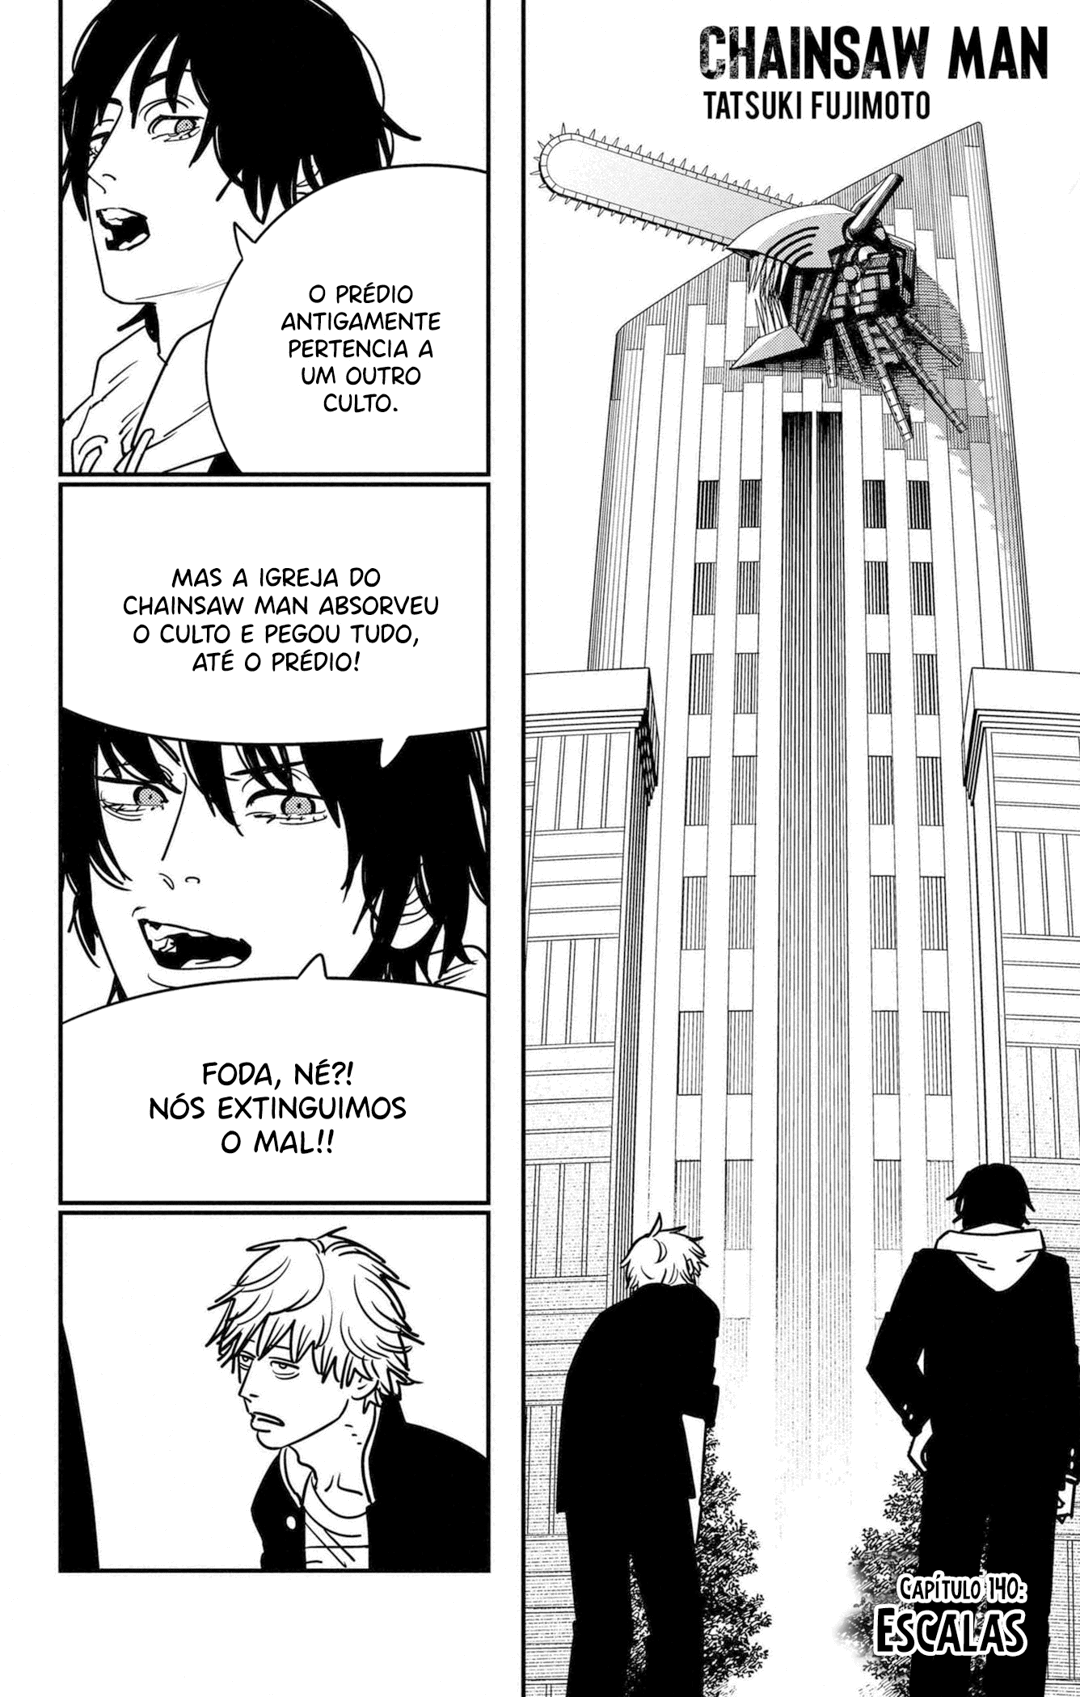 CHAINSAW MAN
TATSUKI FUJIMOTO
CAPÍTULO 140:
ESCALAS
O PRÉDIO
ANTIGAMENTE
PERTENCIA A
UM OUTRO
CULTO.
MAS A IGREJA DO
CHAINSAW MAN ABSORVEU
O CULTO E PEGOU TUDO,
ATÉ O PRÉDIO!
FODA, NÉ?!
NÓS EXTINGUIMOS
O MAL!!